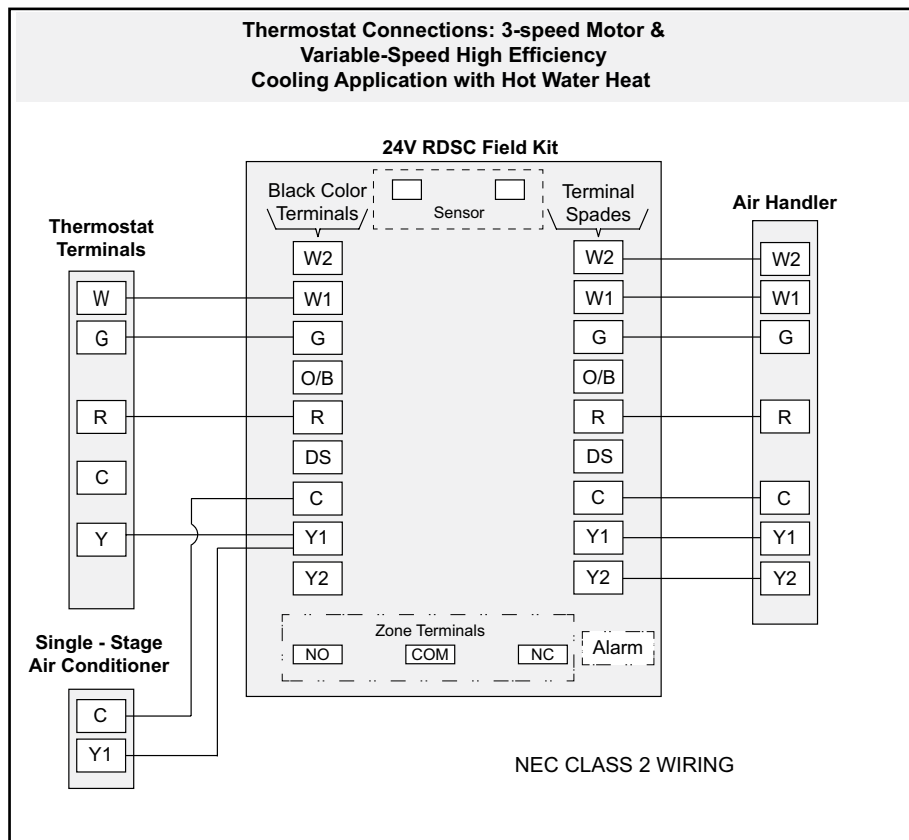 Thermostat Connections: 3-speed Motor &
Variable-Speed High Efficiency
Cooling Application with Hot Water Heat
24V RDSC Field Kit
Black Color
Terminals
Sensor
Terminal
Spades
Air Handler
Thermostat
Terminals
W
G
R
C
Y
W2
W1
G
O/B
R
DS
C
Y1
Y2
W2
W1
G
O/B
R
DS
C
Y1
Y2
W2
W1
G
R
C
Y1
Y2
Zone Terminals
NO
COM
NC
Alarm
Single - Stage
Air Conditioner
C
Y1
NEC CLASS 2 WIRING